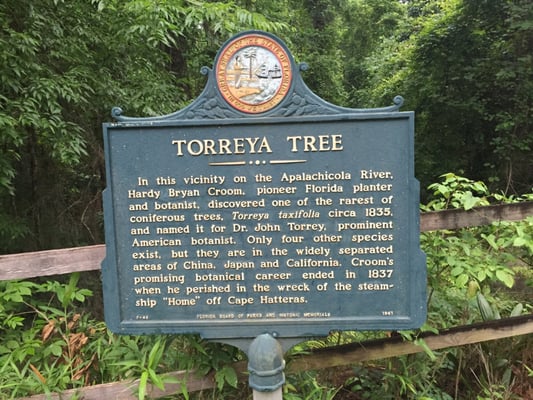 TORREYA TREE
In this vicinity on the Apalachicola River,
Hardy Bryan Croom, pioneer Florida planter
and botanist, discovered one of the rarest of
coniferous trees, Torreya taxifolia circa 1835,
and named it for Dr. John Torrey, prominent
American botanist. Only four other species
exist, but they are in the widely separated
areas of China, Japan and California. Croom's
promising botanical career ended in 1837
when he perished in the wreck of the steam-
ship "Home" off Cape Hatteras.
FLORIDA BOARD OF PARKS AND HISTORIC MEMORIALS